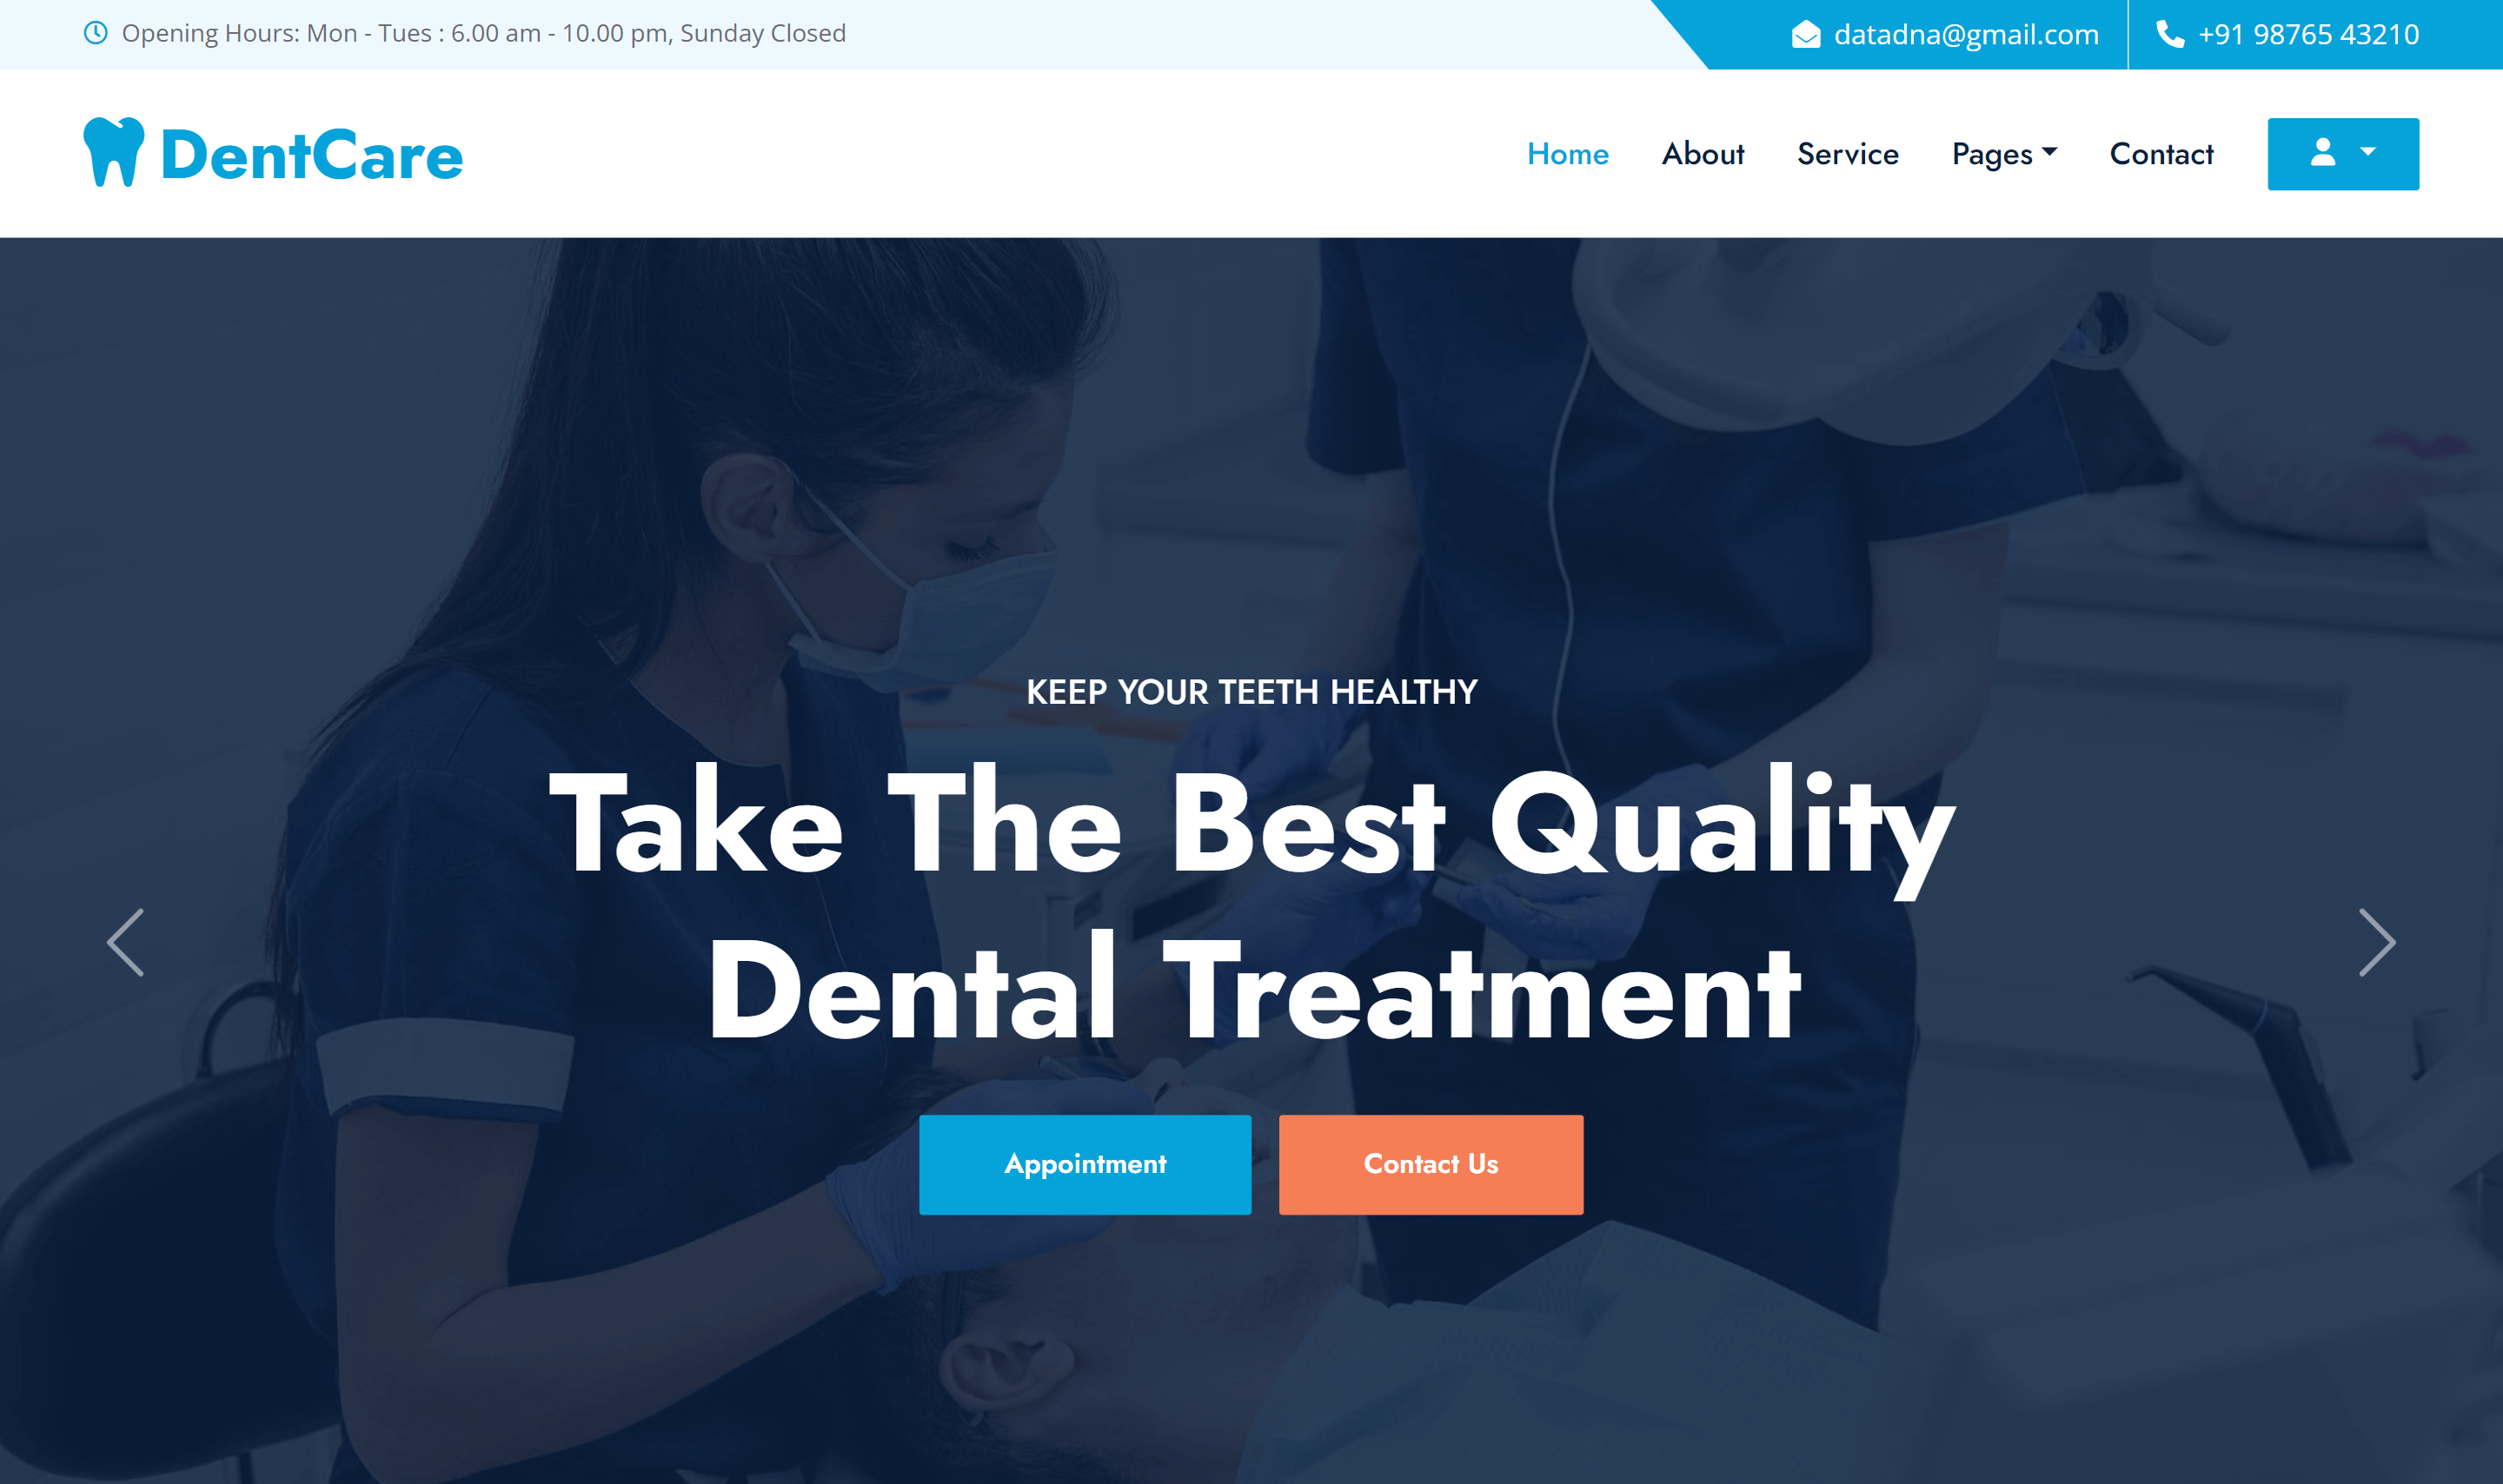 Opening Hours: Mon - Tues : 6.00 am - 10.00 pm, Sunday Closed
datadna@gmail.com
+91 98765 43210
DentCare
Home
About
Service
Pages
Contact
KEEP YOUR TEETH HEALTHY
Take The Best Quality
Dental Treatment
Appointment
Contact Us